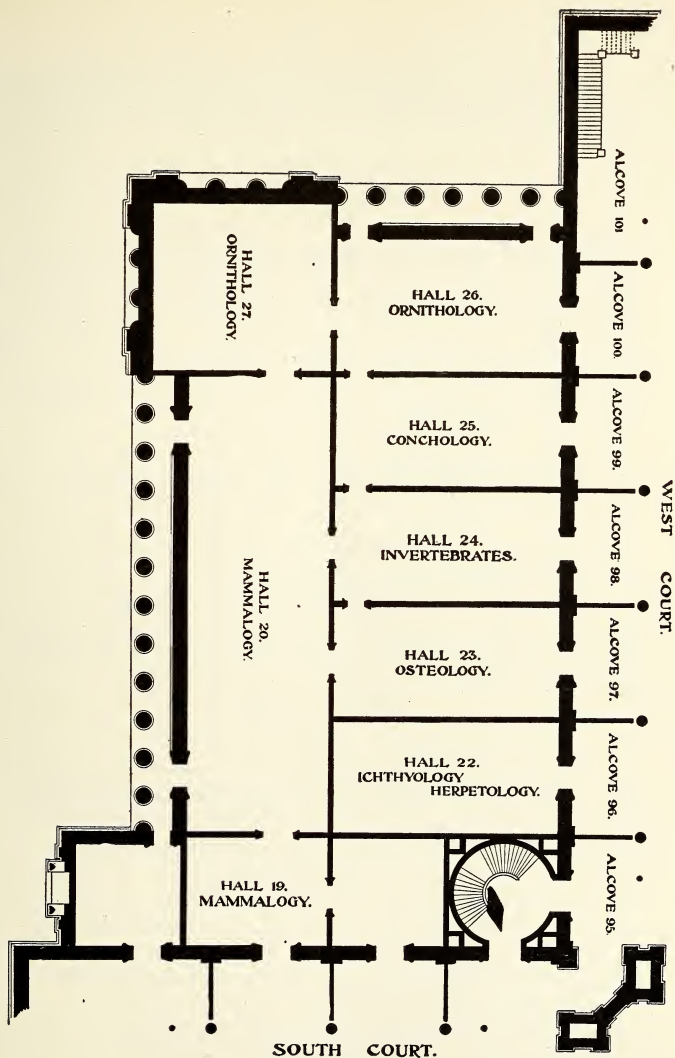 ALCOVE 101
HALL 27.
ORNITHOLOGY.
HALL 26.
ORNITHOLOGY.
ALCOVE 100.
HALL 25.
CONCHOLOGY.
ALCOVE 99.
WEST COURT.
HALL 24.
INVERTEBRATES.
ALCOVE 98.
HALL 20.
MAMMALOGY.
HALL 23.
OSTEOLOGY.
ALCOVE 97.
HALL 22.
ICHTHYOLOGY
HERPETOLOGY.
ALCOVE 96.
HALL 19.
MAMMALOGY.
ALCOVE 95.
SOUTH COURT.